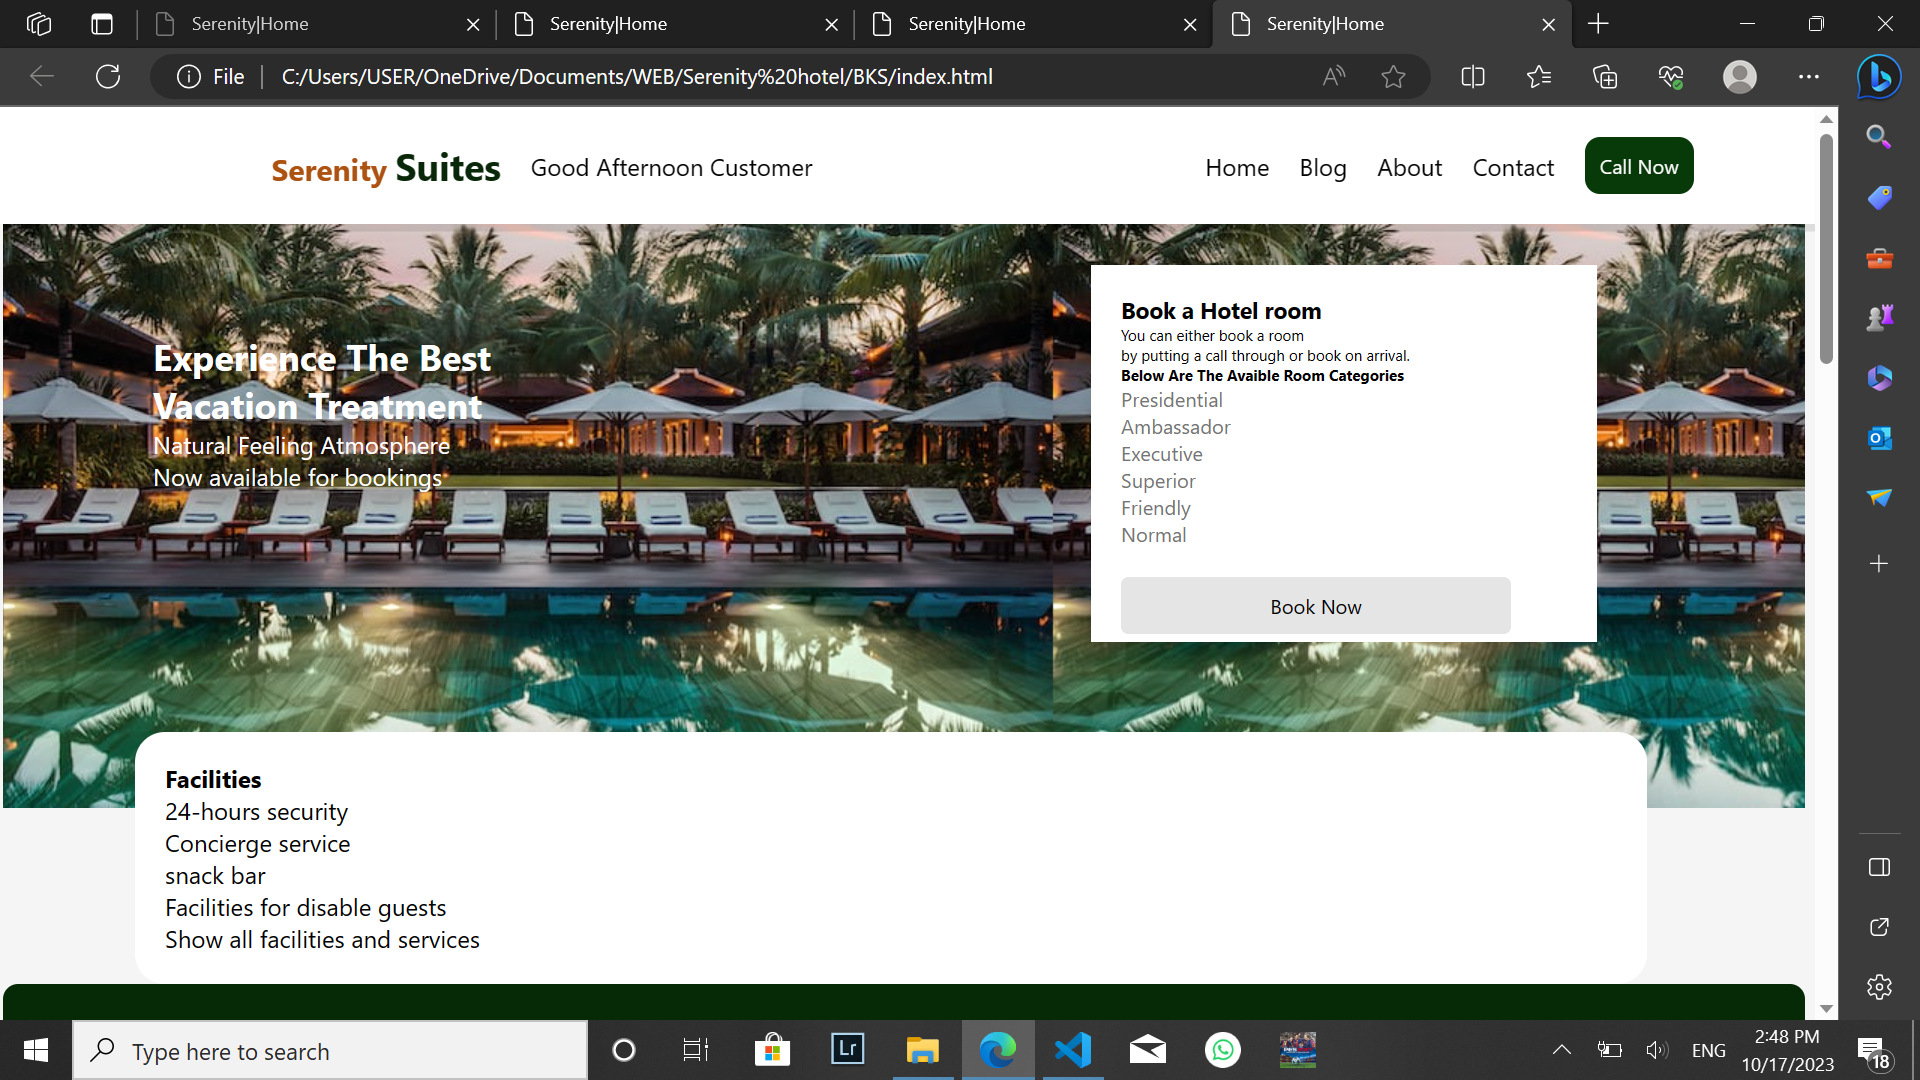 Serenity|Home
Serenity|Home
Serenity|Home
Serenity|Home
File
C:/Users/USER/OneDrive/Documents/WEB/Serenity%20hotel/BKS/index.html
Serenity Suites
Good Afternoon Customer
Home
Blog
About
Contact
Call Now
Experience The Best
Vacation Treatment
Natural Feeling Atmosphere
Now available for bookings
Book a Hotel room
You can either book a room
by putting a call through or book on arrival.
Below Are The Avaible Room Categories
Presidential
Ambassador
Executive
Superior
Friendly
Normal
Book Now
Facilities
24-hours security
Concierge service
snack bar
Facilities for disable guests
Show all facilities and services
Type here to search
Lr
ENG
2:48 PM
10/17/2023
18